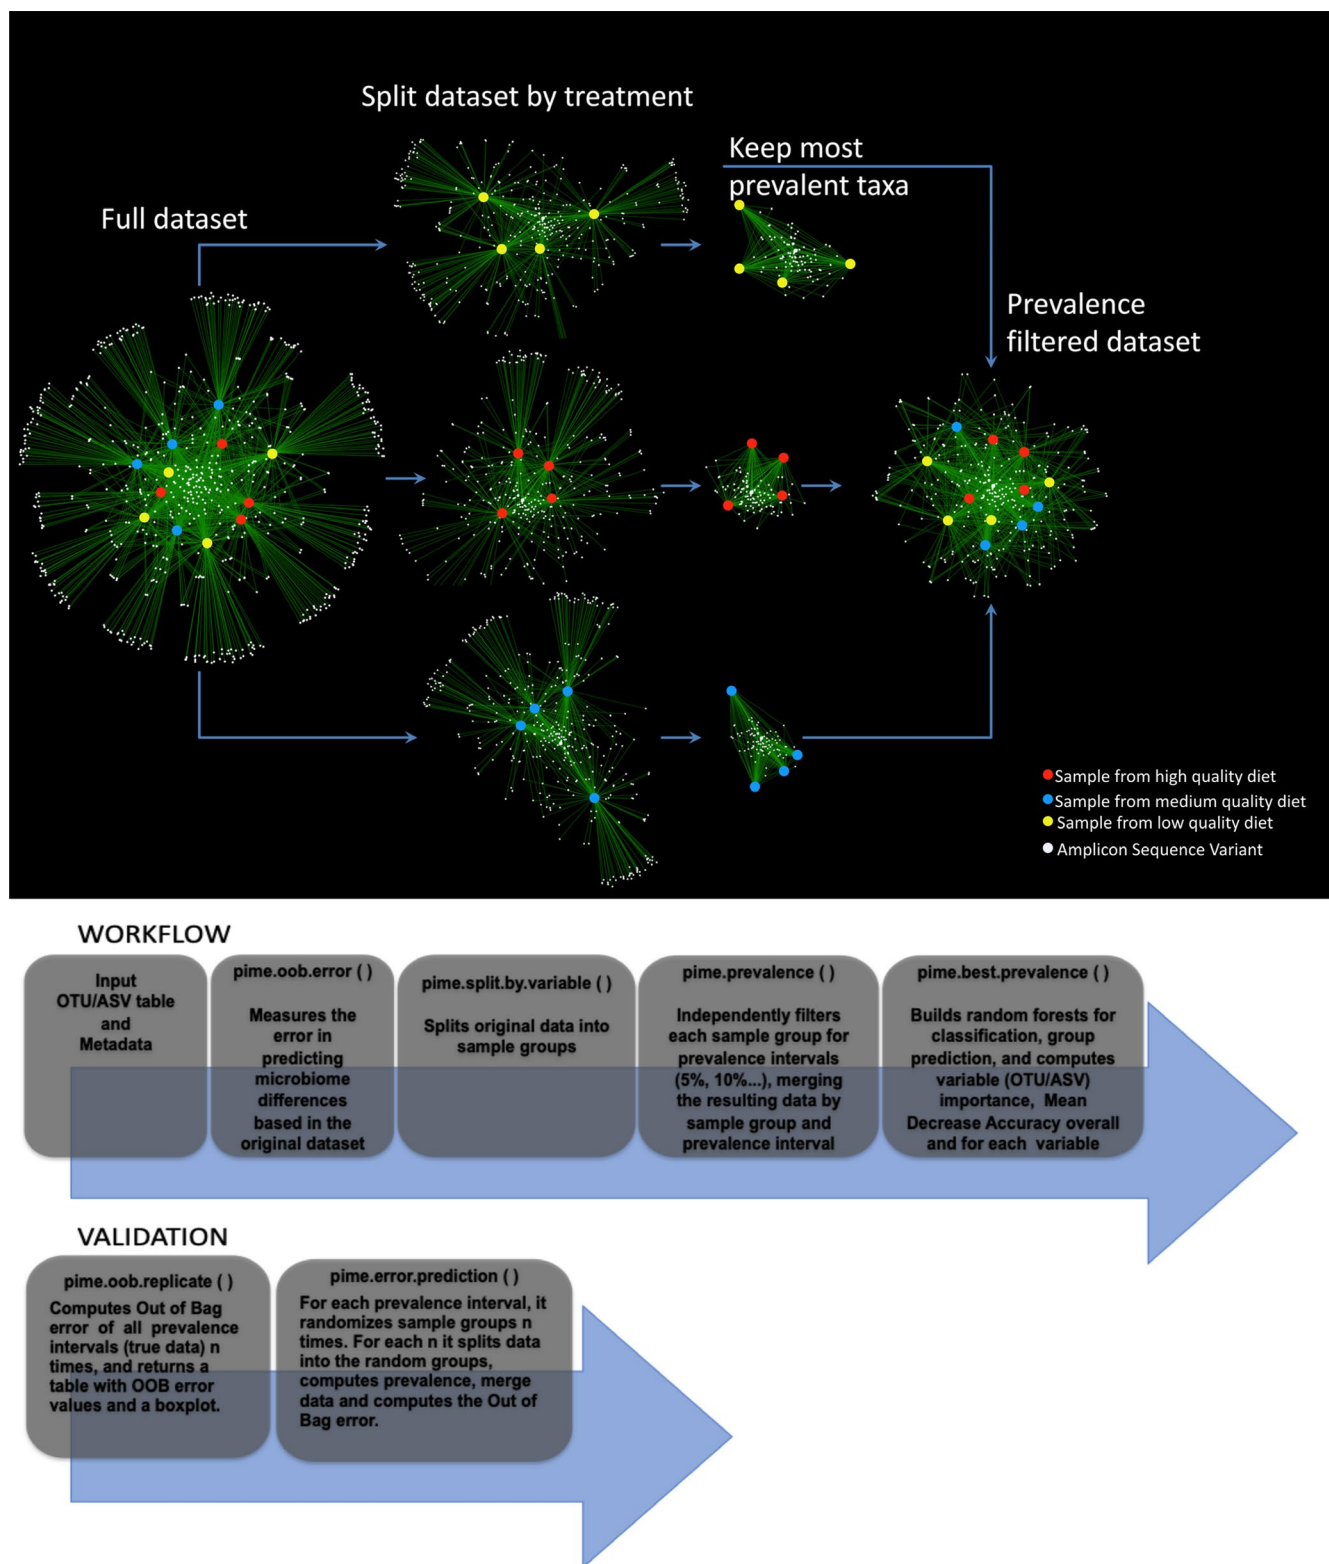 Split dataset by treatment
Keep most
prevalent taxa
Full dataset
Prevalence
filtered dataset
Sample from high quality diet
Sample from medium quality diet
Sample from low quality diet
Amplicon Sequence Variant
WORKFLOW
Input
OTU/ASV table
and
Metadata
pime.oob.error ( )
Measures the
error in
predicting
microbiome
differences
based in the
original dataset
pime.split.by.variable ( )
Splits original data into
sample groups
pime.prevalence ( )
Independently filters
each sample group for
prevalence intervals
(5%, 10%...), merging
the resulting data by
sample group and
prevalence interval
pime.best.prevalence ( )
Builds random forests for
classification, group
prediction, and computes
variable (OTU/ASV)
importance, Mean
Decrease Accuracy overall
and for each variable
VALIDATION
pime.oob.replicate ( )
Computes Out of Bag
error of all prevalence
intervals (true data) n
times, and returns a
table with OOB error
values and a boxplot.
pime.error.prediction ( )
For each prevalence interval, it
randomizes sample groups n
times. For each n it splits data
into the random groups,
computes prevalence, merge
data and computes the Out of
Bag error.